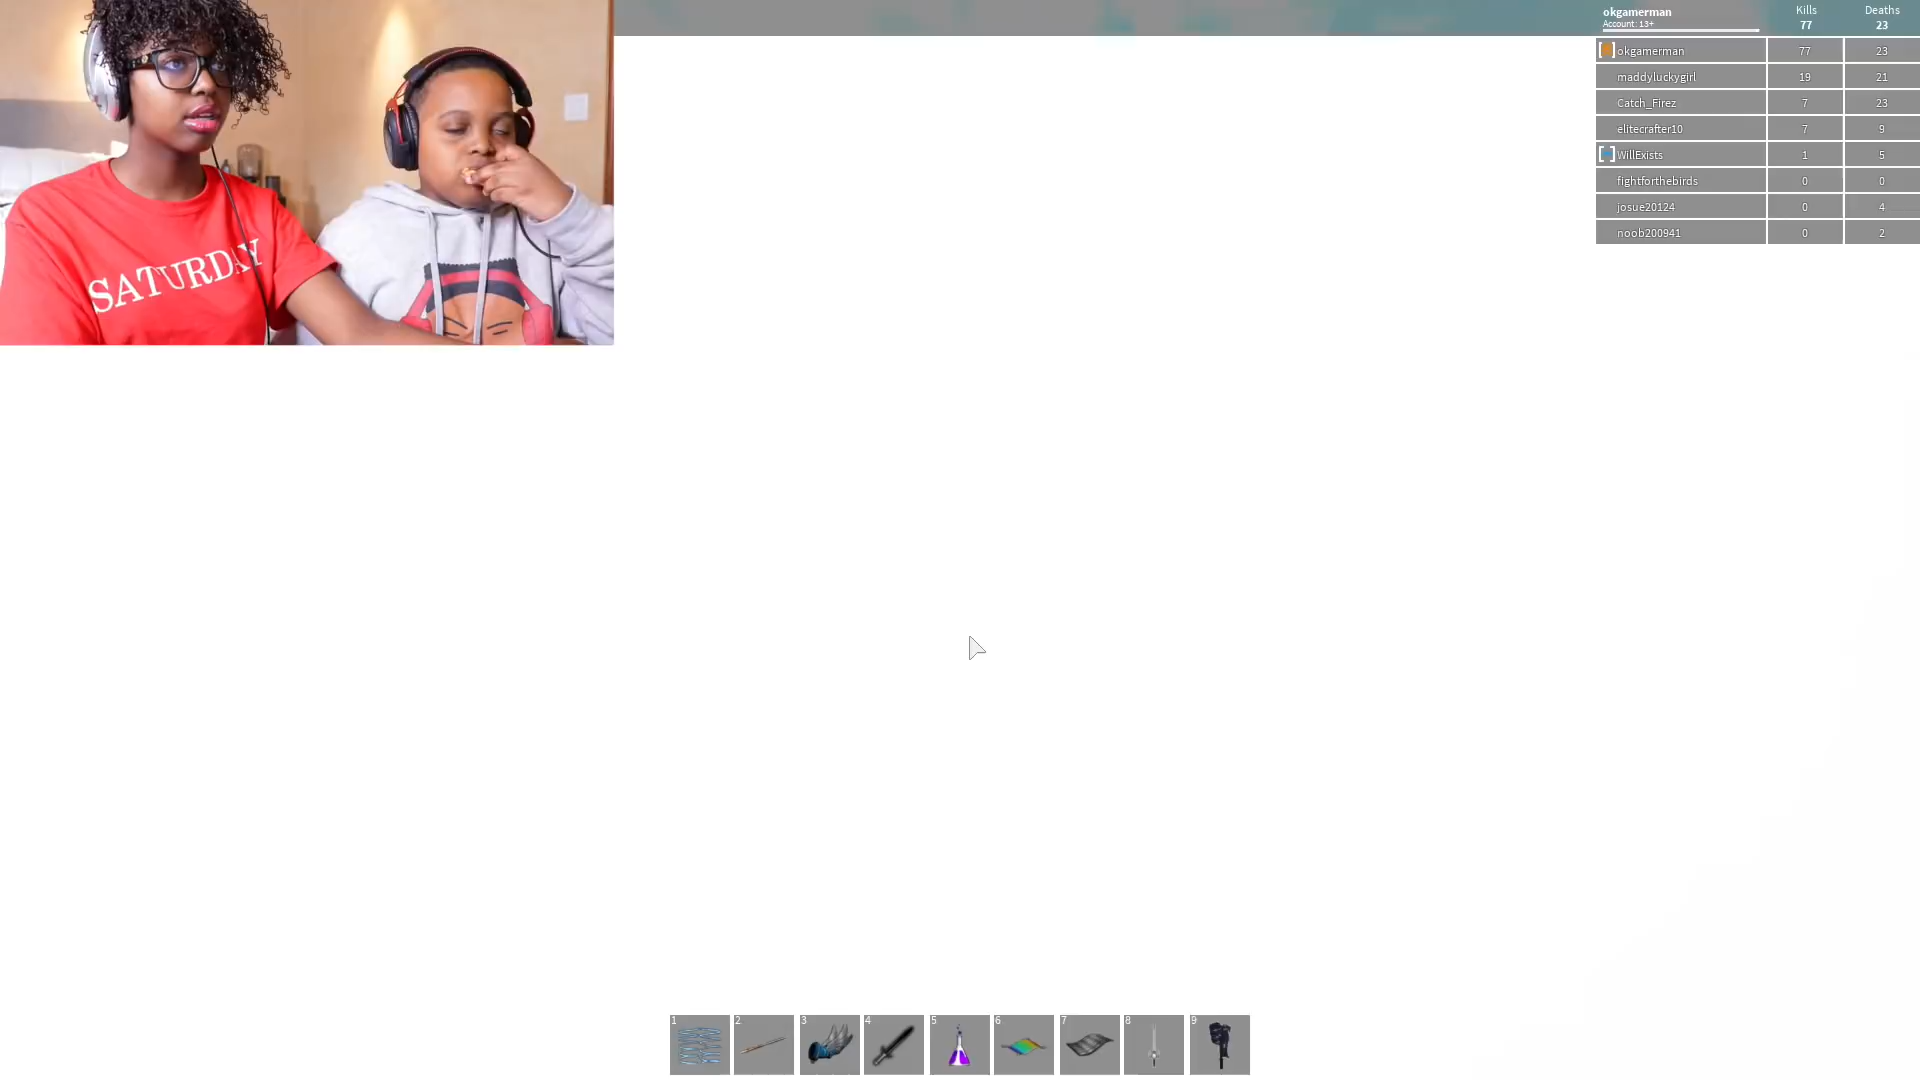 SATURDAY
okgamerman
Account: 13+
Kills
77
Deaths
23
okgamerman 77 23
maddyluckygirl 19 21
Catch_Firez 7 23
elitecrafter10 7 9
WillExists 1 5
fightforthebirds 0 0
josue20124 0 4
noob200941 0 2
1 2 3 4 5 6 7 8 9